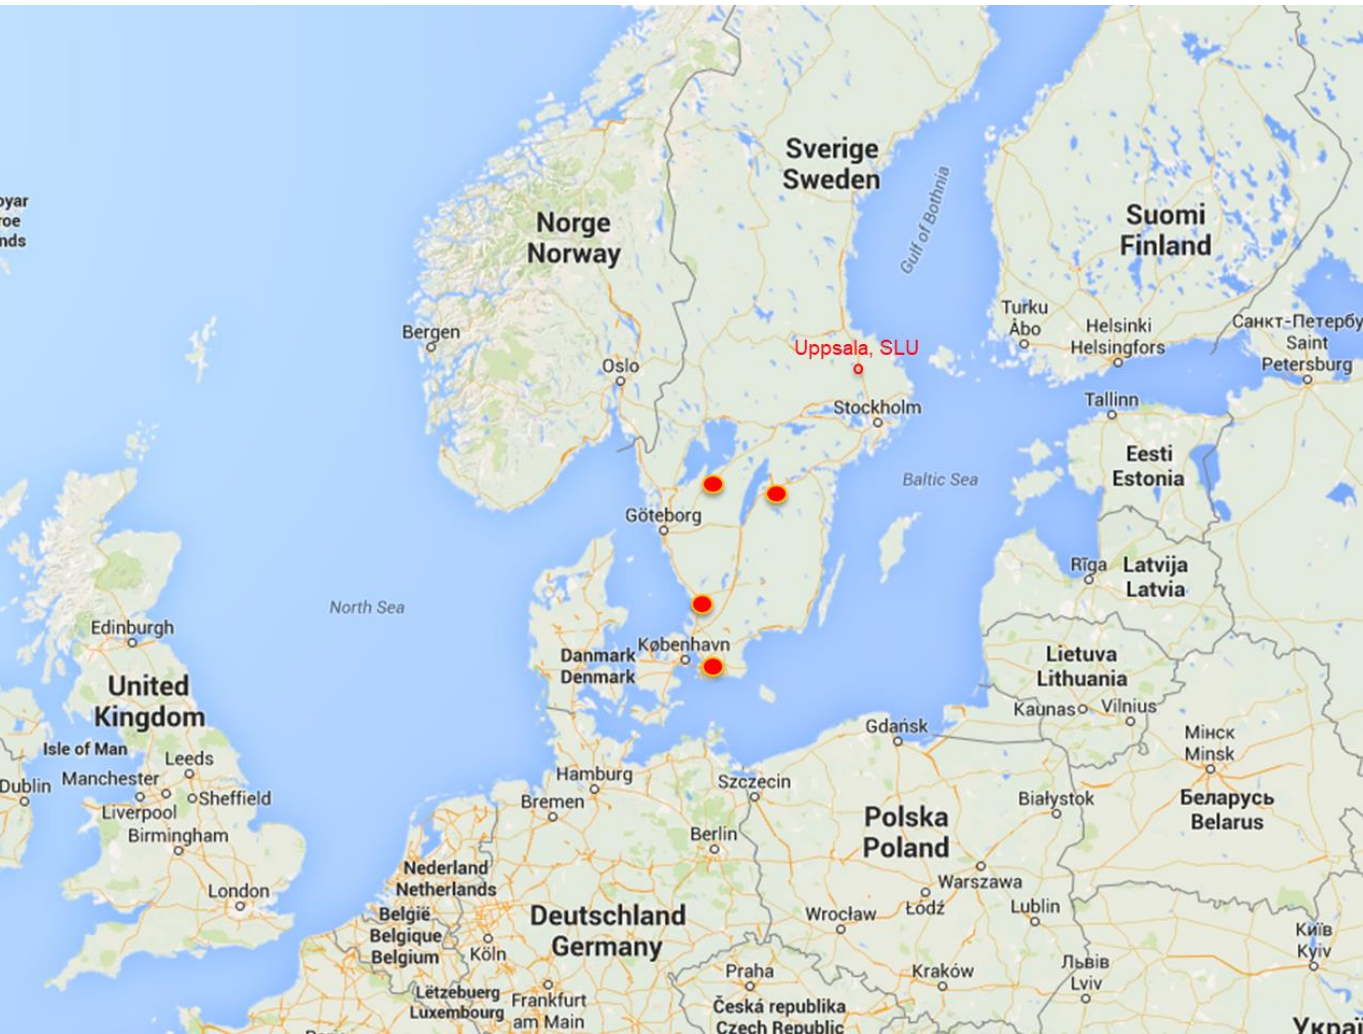 Sverige
Sweden
oyar
roe
nds
Norge
Norway
Gulf of Bothnia
Suomi
Finland
Bergen
Oslo
Uppsala, SLU
Stockholm
Turku
Åbo
Helsinki
Helsingfors
Санкт-Петербу
Saint
Petersburg
Tallinn
Eesti
Estonia
Baltic Sea
Göteborg
Rīga
Latvija
Latvia
North Sea
Edinburgh
København
Danmark
Denmark
Lietuva
Lithuania
Kaunas
Vilnius
United
Kingdom
Isle of Man
Leeds
Dublin
Manchester
Sheffield
Liverpool
Birmingham
London
Gdańsk
Мінск
Minsk
Hamburg
Bremen
Szczecin
Białystok
Беларусь
Belarus
Berlin
Polska
Poland
Nederland
Netherlands
België
Belgique
Belgium
Deutschland
Germany
Köln
Warszawa
Łódź
Wrocław
Lublin
Київ
Kyiv
Львів
Lviv
Praha
Kraków
Lëtzebuerg
Luxembourg
Frankfurt
am Main
Česká republika
Czech Republic
Украї